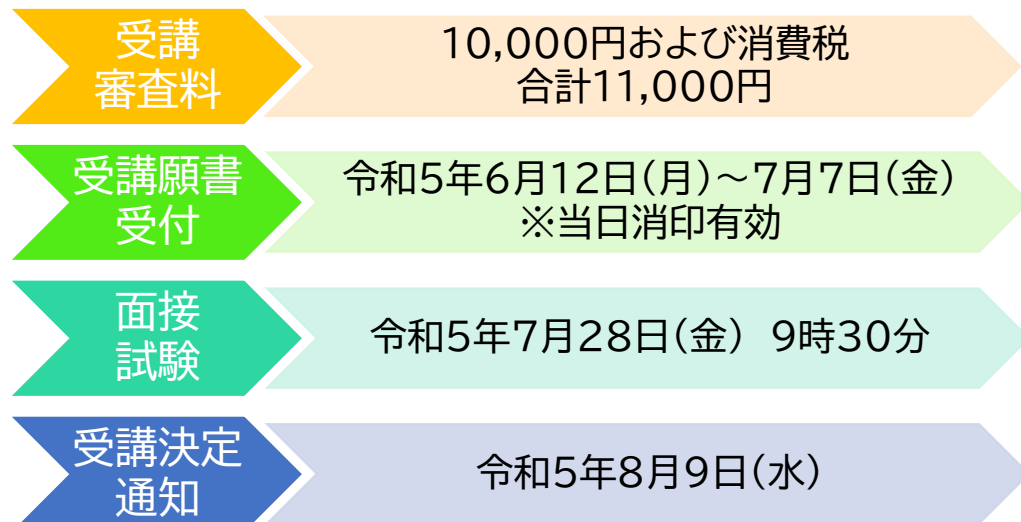 受講
審査料
10,000円および消費税
合計11,000円
受講願書
受付
令和5年6月12日(月)～7月7日(金)
※当日消印有効
面接
試験
令和5年7月28日(金) 9時30分
受講決定
通知
令和5年8月9日(水)